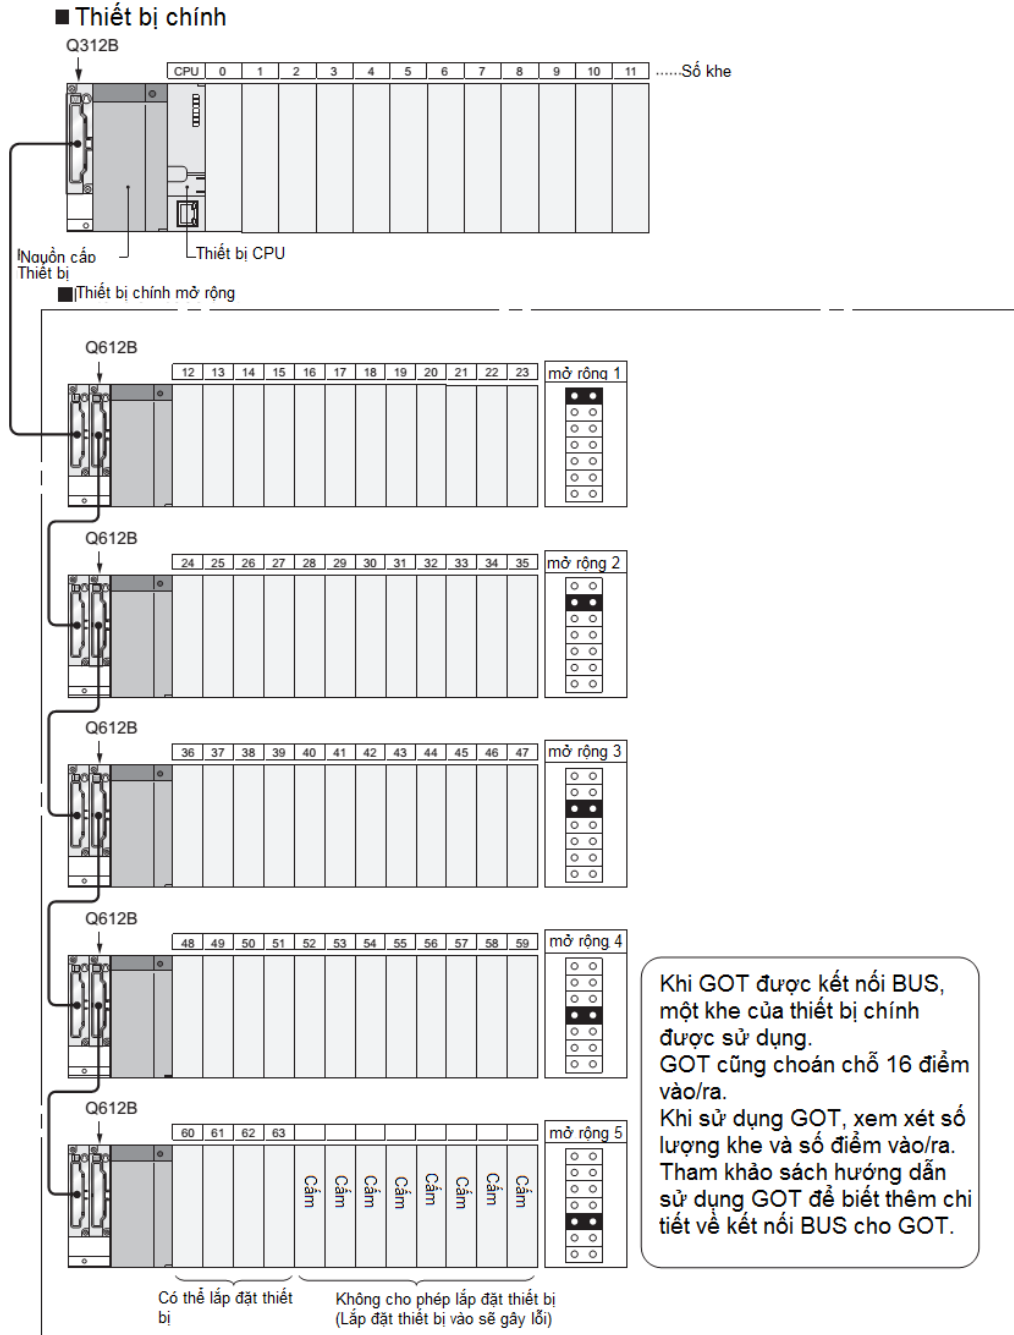 ■ Thiết bị chính
Q312B
CPU 0 1 2 3 4 5 6 7 8 9 10 11 ......Số khe
Nguồn cấp
Thiết bị
Thiết bị CPU
■ Thiết bị chính mở rộng
Q612B
12 13 14 15 16 17 18 19 20 21 22 23
mở rộng 1
Q612B
24 25 26 27 28 29 30 31 32 33 34 35
mở rộng 2
Q612B
36 37 38 39 40 41 42 43 44 45 46 47
mở rộng 3
Q612B
48 49 50 51 52 53 54 55 56 57 58 59
mở rộng 4
Khi GOT được kết nối BUS,
một khe của thiết bị chính
được sử dụng.
GOT cũng choán chỗ 16 điểm
vào/ra.
Khi sử dụng GOT, xem xét số
lượng khe và số điểm vào/ra.
Tham khảo sách hướng dẫn
sử dụng GOT để biết thêm chi
tiết về kết nối BUS cho GOT.
Q612B
60 61 62 63
mở rộng 5
Cấm Cấm Cấm Cấm Cấm Cấm Cấm Cấm
Có thể lắp đặt thiết
bị
Không cho phép lắp đặt thiết bị
(Lắp đặt thiết bị vào sẽ gây lỗi)